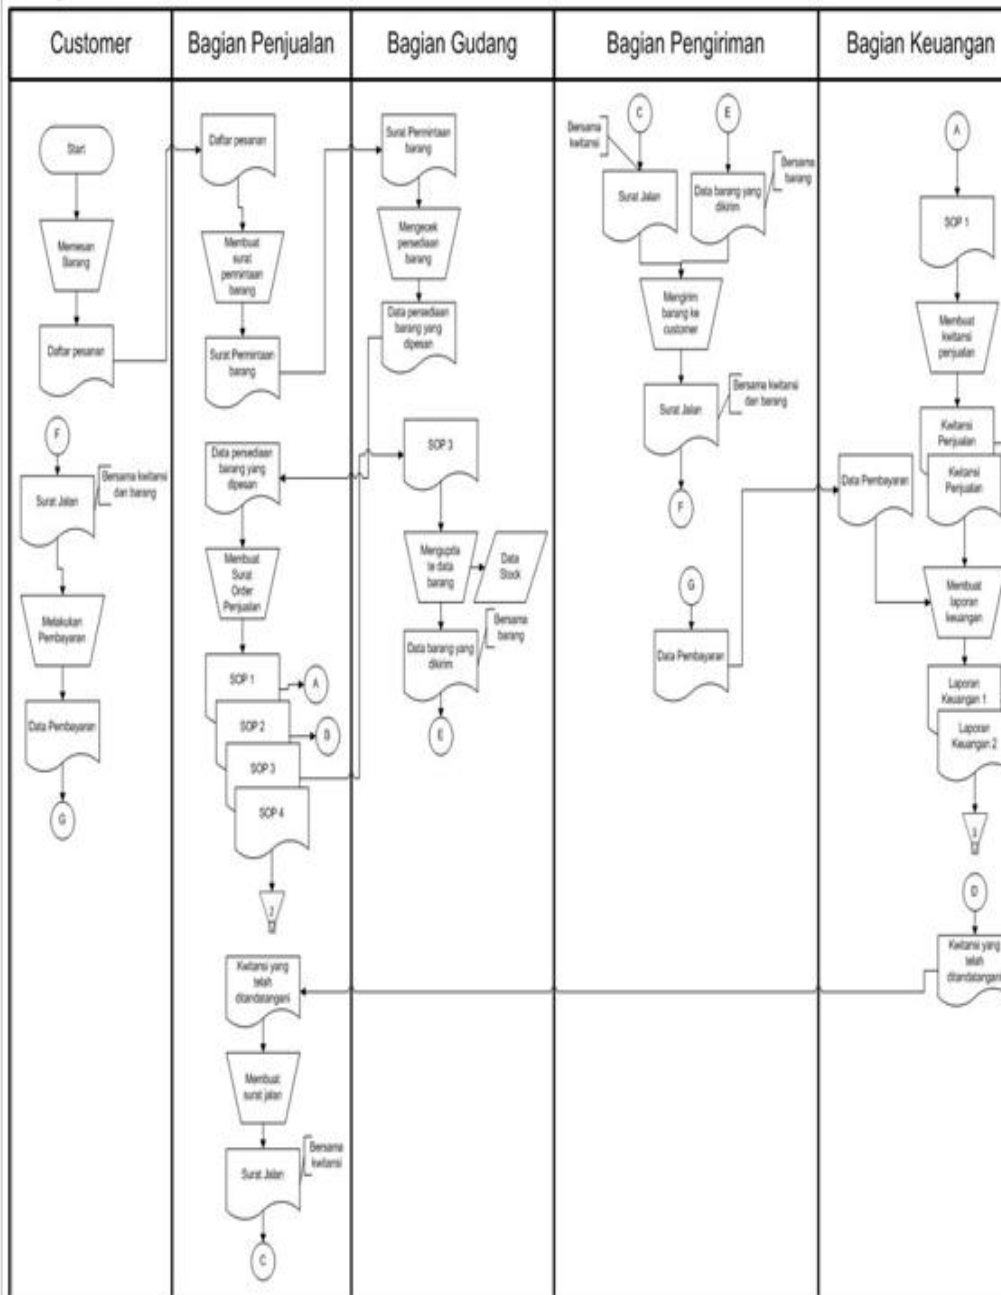 Customer
Bagian Penjualan
Bagian Gudang
Bagian Pengiriman
Bagian Keuangan
Start
Memesan
Barang
Daftar pesanan
F
Surat Jalan
Bersama kwitansi
dan barang
Melakukan
Pembayaran
Data Pembayaran
G
Daftar pesanan
Membuat
surat
permintaan
barang
Surat Permintaan
barang
Data persediaan
barang yang
dipesan
Membuat
Surat
Order
Penjualan
SOP 1
A
SOP 2
B
SOP 3
SOP 4
2
Kwitansi yang
telah
ditandatangani
Membuat
surat jalan
Surat Jalan
Bersama
kwitansi
C
Surat Permintaan
barang
Mengecek
persediaan
barang
Data persediaan
barang yang
dipesan
SOP 3
Mengupda
te data
barang
Data
Stock
Data barang yang
dikirim
Bersama
barang
E
C
E
Bersama
kwitansi
Surat Jalan
Data barang yang
dikirim
Bersama
barang
Mengirim
barang ke
customer
Surat Jalan
Bersama kwitansi
dan barang
F
G
Data Pembayaran
A
SOP 1
Membuat
kwitansi
penjualan
Kwitansi
Penjualan
Kwitansi
Penjualan
Data Pembayaran
Membuat
laporan
keuangan
Laporan
Keuangan 1
Laporan
Keuangan 2
1
D
Kwitansi yang
telah
ditandatangani